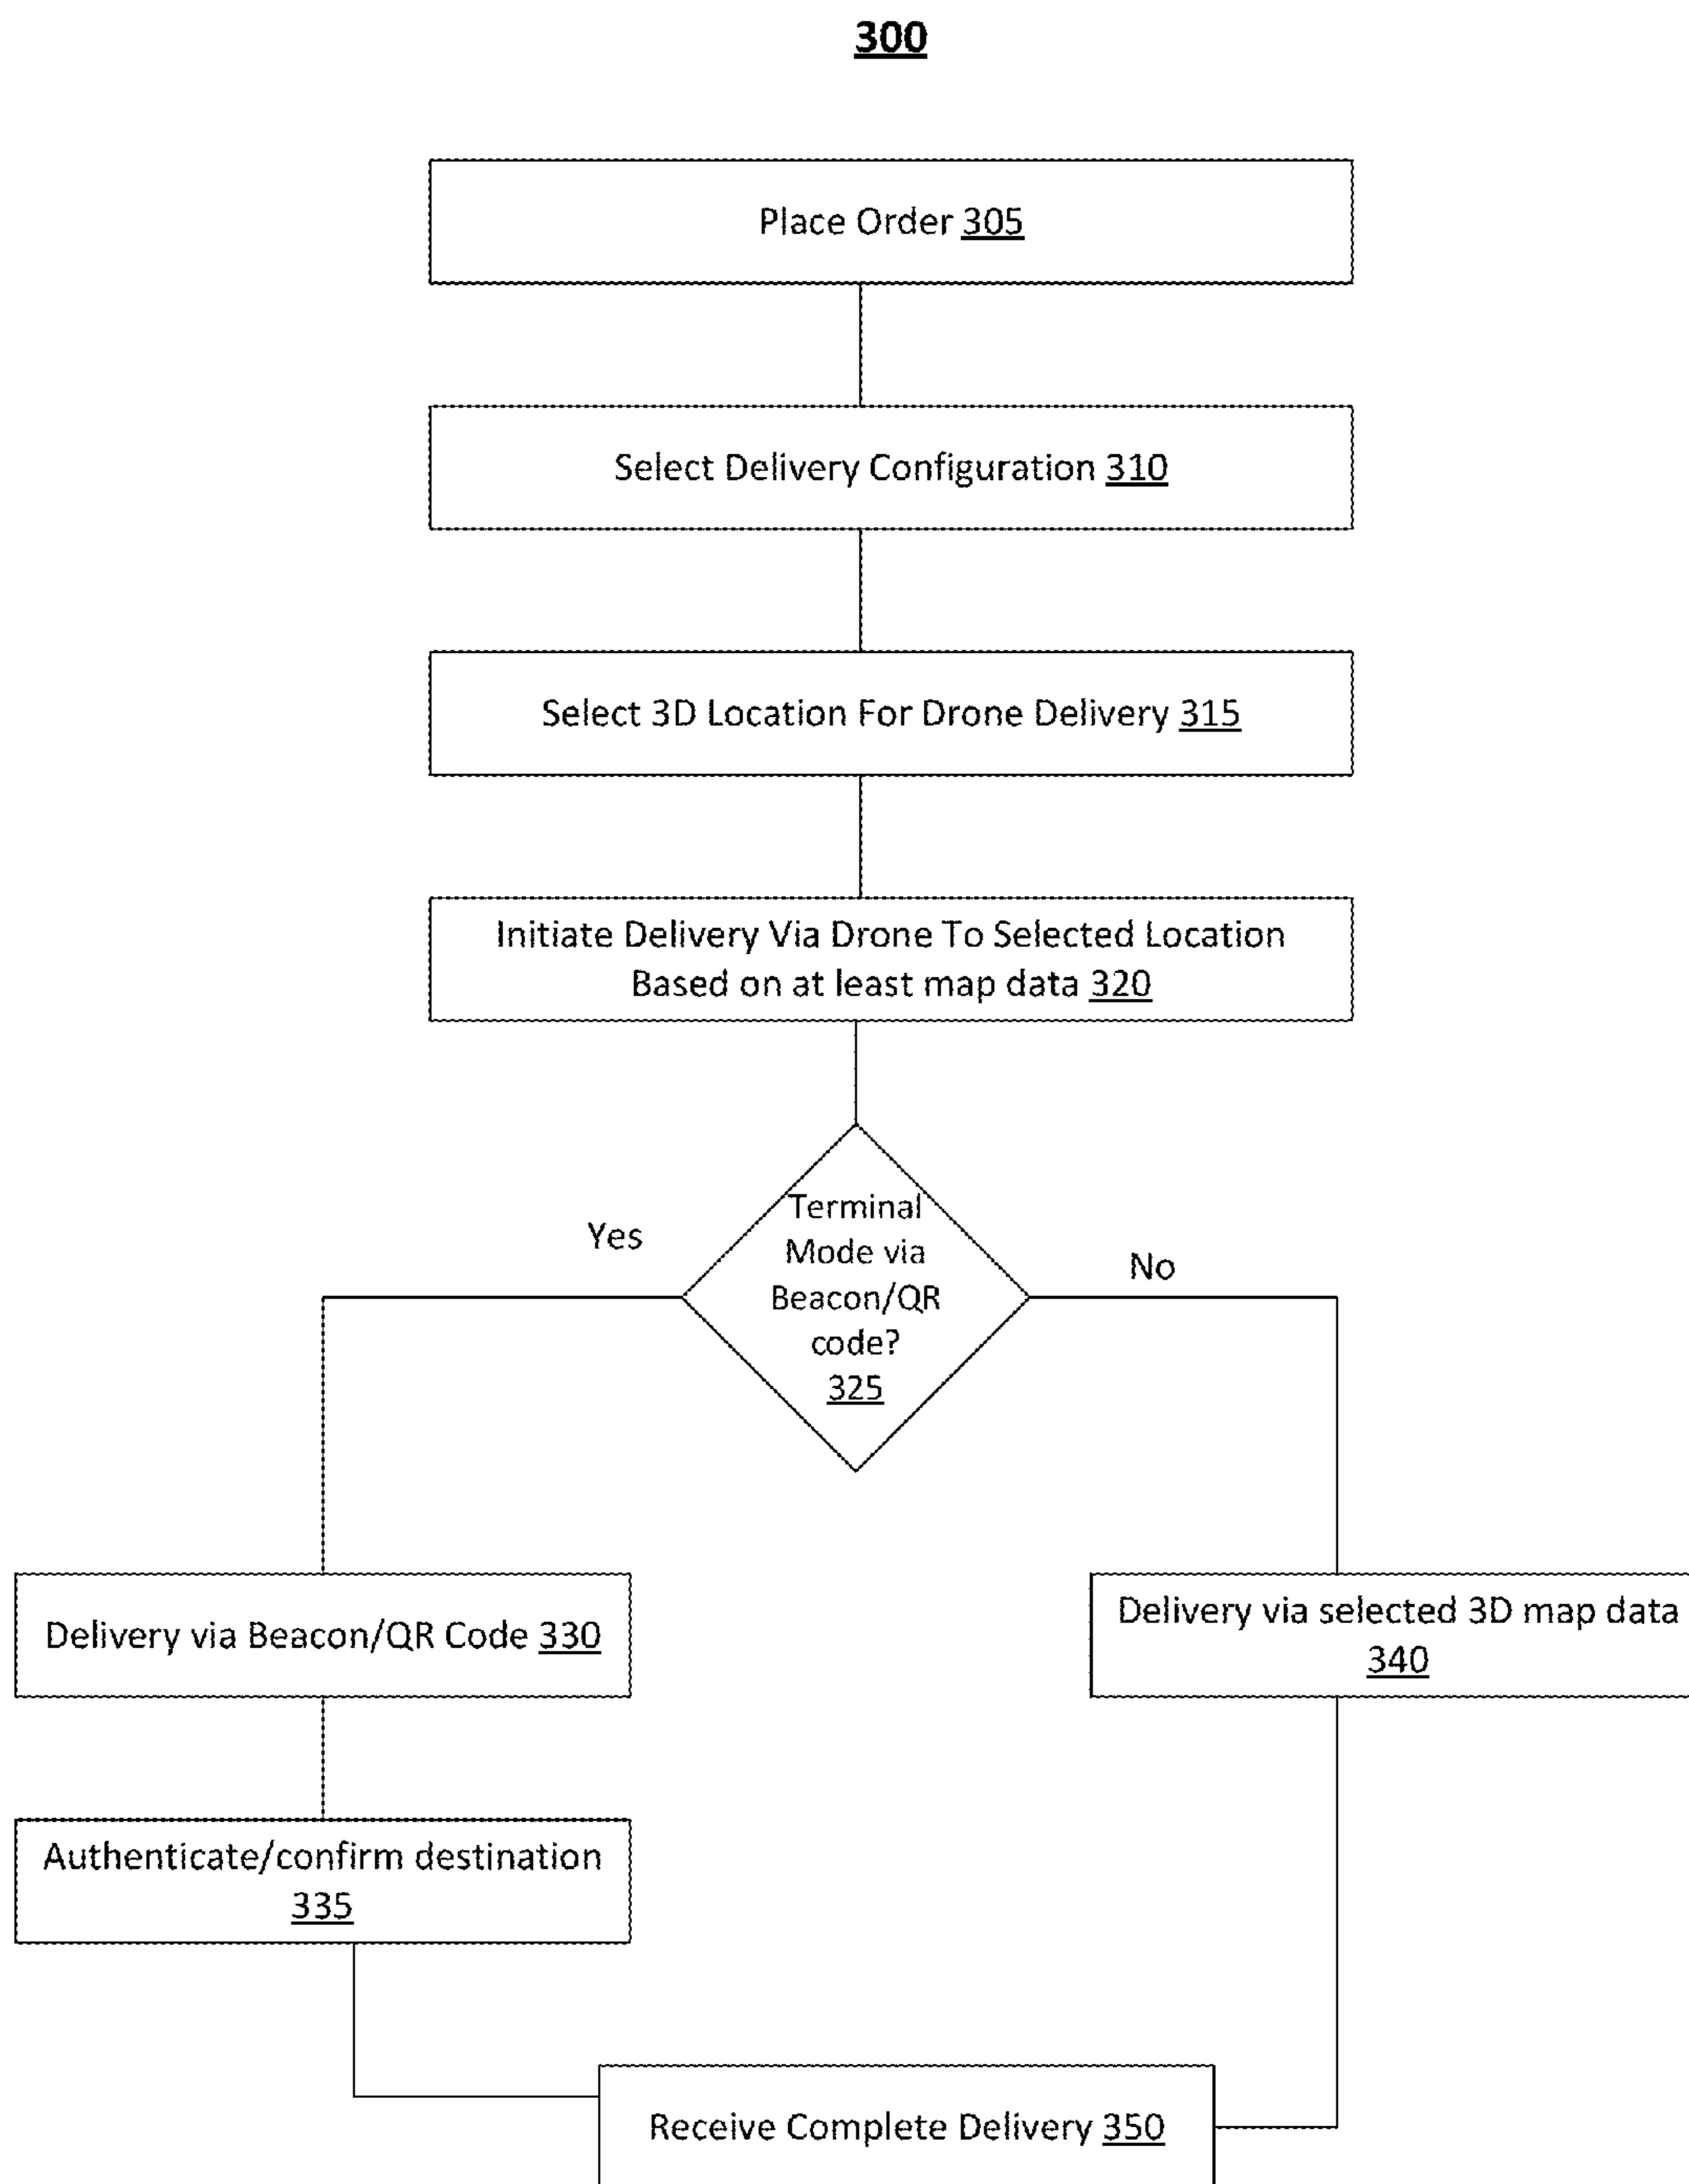 300
Place Order 305
Select Delivery Configuration 310
Select 3D Location For Drone Delivery 315
Initiate Delivery Via Drone To Selected Location
Based on at least map data 320
Terminal
Mode via
Beacon/QR
code?
325
Yes
No
Delivery via Beacon/QR Code 330
Delivery via selected 3D map data
340
Authenticate/confirm destination
335
Receive Complete Delivery 350